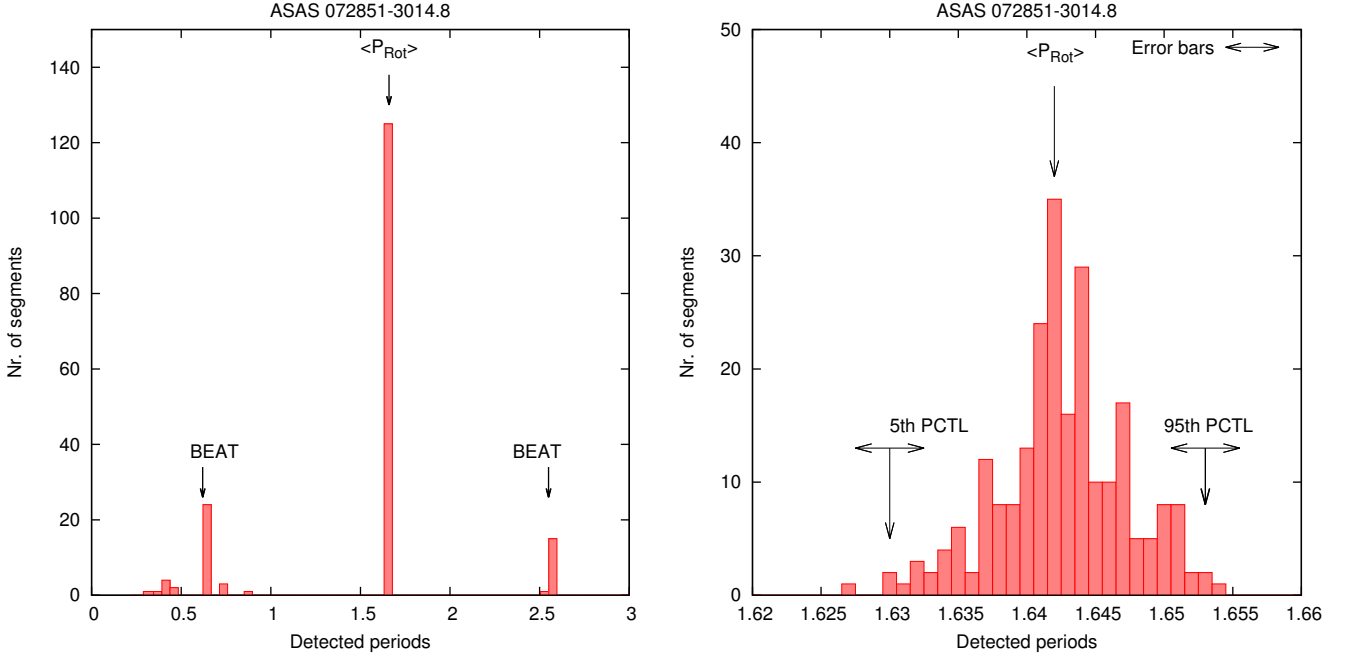 ASAS 072851-3014.8
<P_Rot>
BEAT
BEAT
Nr. of segments
0
20
40
60
80
100
120
140
0 0.5 1 1.5 2 2.5 3
Detected periods
ASAS 072851-3014.8
<P_Rot>
Error bars
5th PCTL
95th PCTL
Nr. of segments
0
10
20
30
40
50
1.62 1.625 1.63 1.635 1.64 1.645 1.65 1.655 1.66
Detected periods